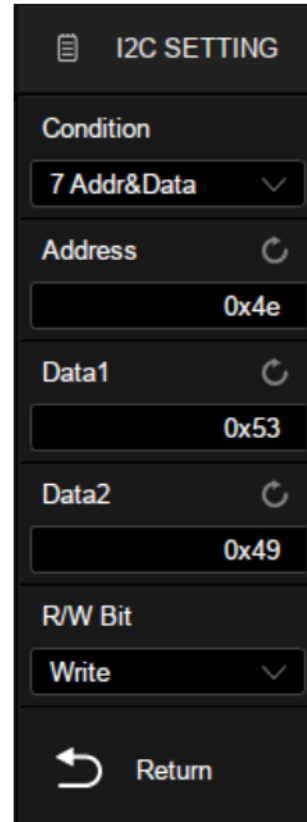 I2C SETTING
Condition
7 Addr&Data
Address
0x4e
Data1
0x53
Data2
0x49
R/W Bit
Write
Return